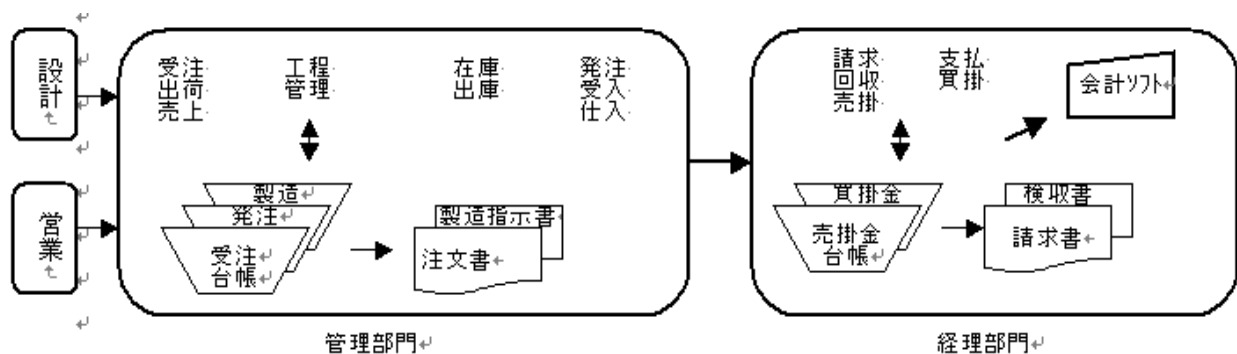 設計
営業
受注
出荷
売上
工程
管理
在庫
出庫
発注
受入
仕入
製造
発注
受注
台帳
製造指示書
注文書
管理部門
請求
回収
売掛
支払
買掛
会計ソフト
買掛金
売掛金
台帳
検収書
請求書
経理部門